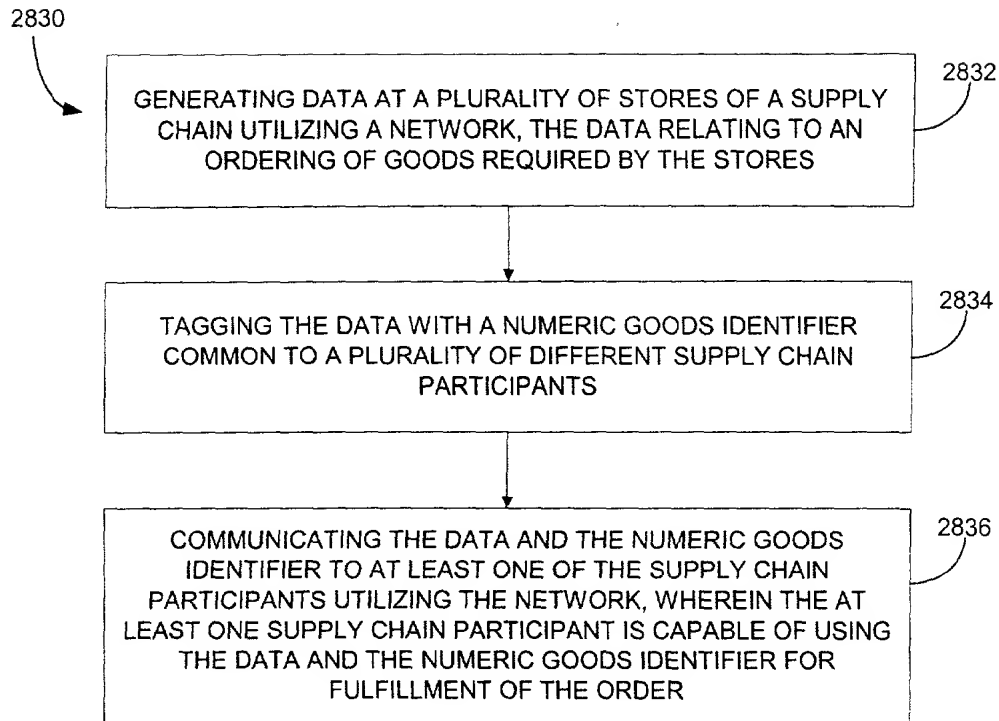 2830
2832
GENERATING DATA AT A PLURALITY OF STORES OF A SUPPLY
CHAIN UTILIZING A NETWORK, THE DATA RELATING TO AN
ORDERING OF GOODS REQUIRED BY THE STORES
2834
TAGGING THE DATA WITH A NUMERIC GOODS IDENTIFIER
COMMON TO A PLURALITY OF DIFFERENT SUPPLY CHAIN
PARTICIPANTS
2836
COMMUNICATING THE DATA AND THE NUMERIC GOODS
IDENTIFIER TO AT LEAST ONE OF THE SUPPLY CHAIN
PARTICIPANTS UTILIZING THE NETWORK, WHEREIN THE AT
LEAST ONE SUPPLY CHAIN PARTICIPANT IS CAPABLE OF USING
THE DATA AND THE NUMERIC GOODS IDENTIFIER FOR
FULFILLMENT OF THE ORDER